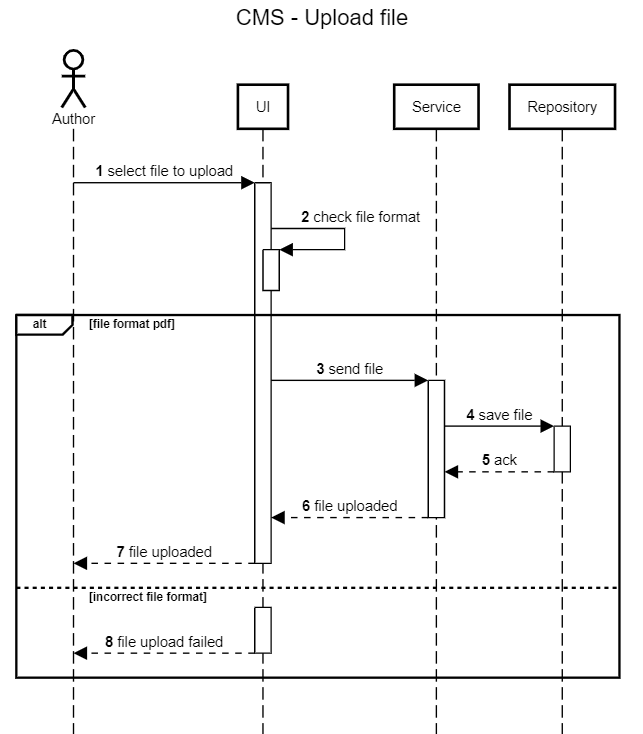 CMS - Upload file
Author
UI
Service
Repository
1 select file to upload
2 check file format
alt
[file format pdf]
3 send file
4 save file
5 ack
6 file uploaded
7 file uploaded
[incorrect file format]
8 file upload failed